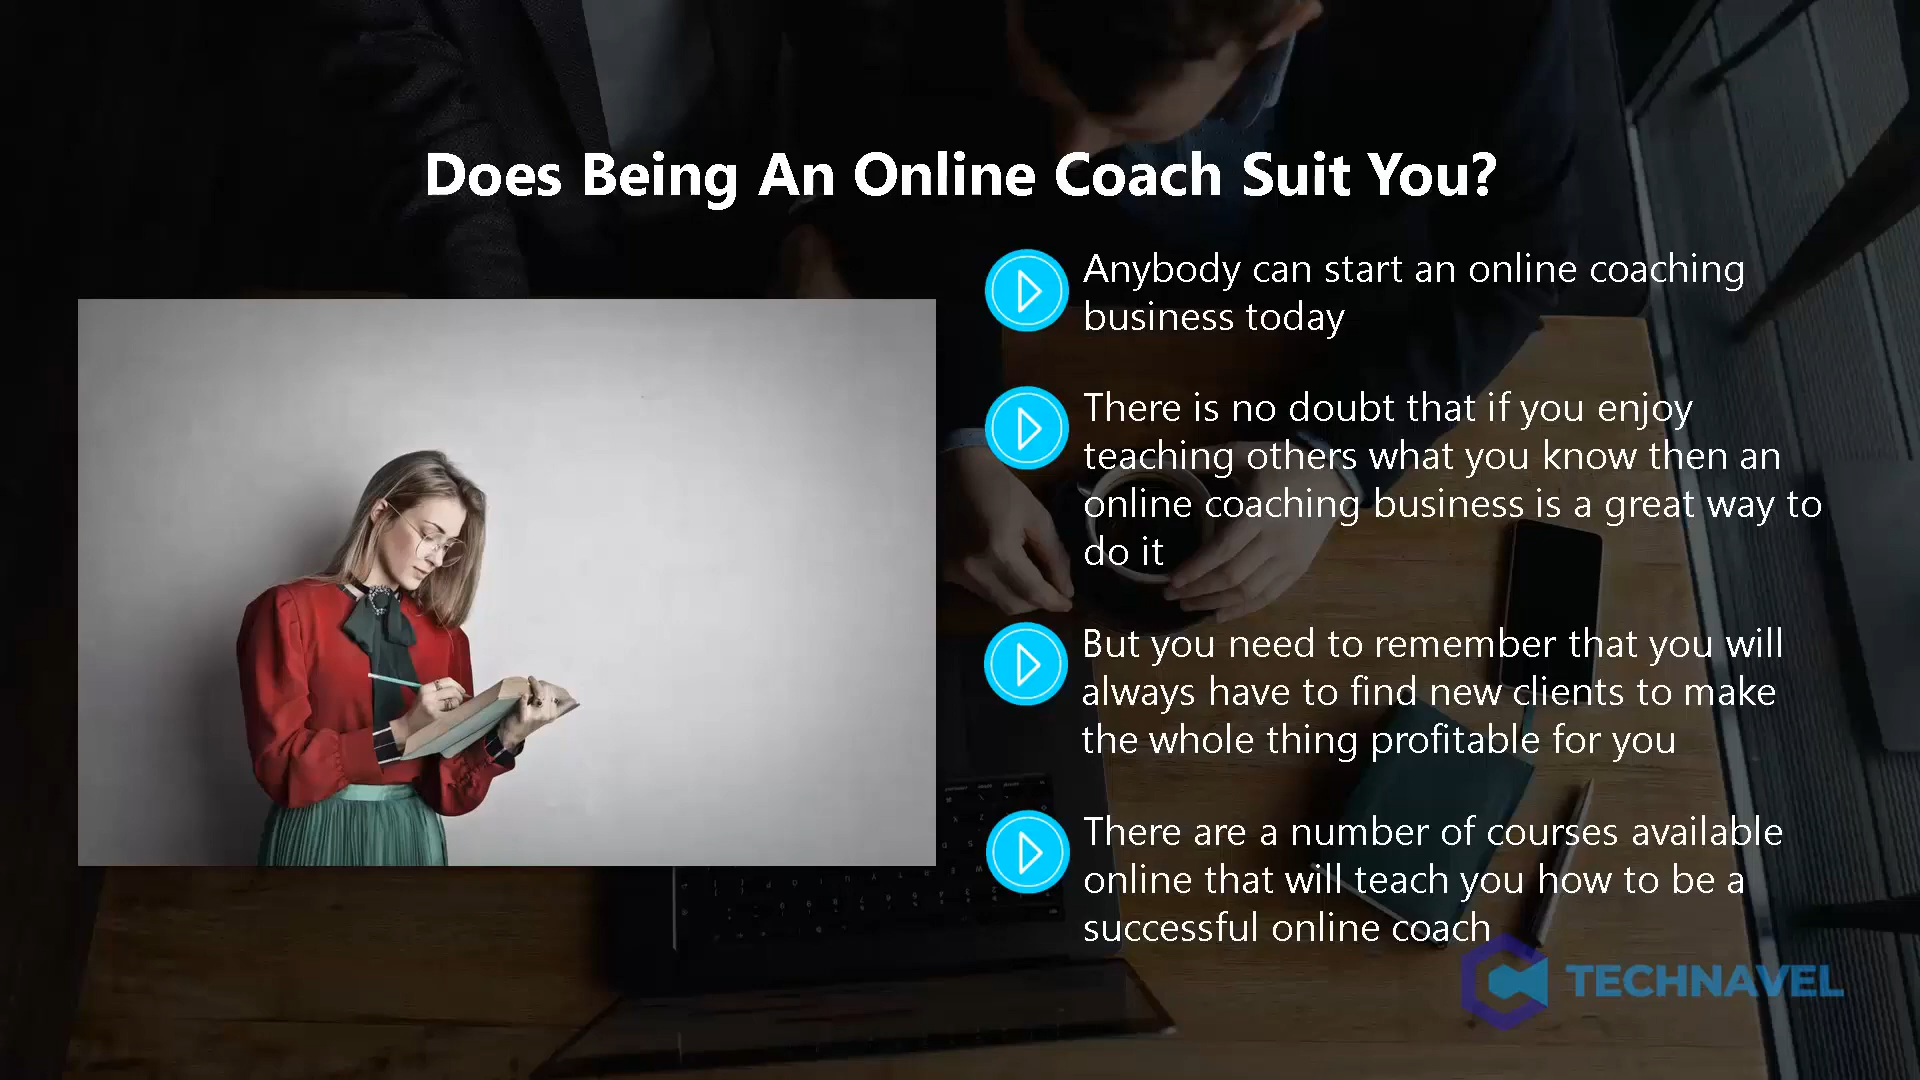 Does Being An Online Coach Suit You?
Anybody can start an online coaching
business today
There is no doubt that if you enjoy
teaching others what you know then an
online coaching business is a great way to
do it
But you need to remember that you will
always have to find new clients to make
the whole thing profitable for you
There are a number of courses available
online that will teach you how to be a
successful online coach
TECHNAVEL